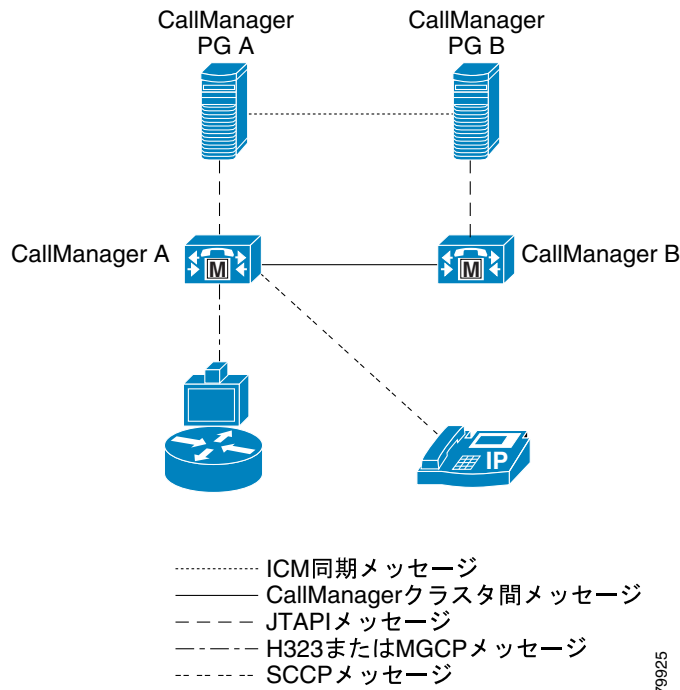 CallManager
PG A
CallManager
PG B
CallManager A
M
M
CallManager B
IP
ICM同期メッセージ
CallManagerクラスタ間メッセージ
JTAPIメッセージ
H323またはMGCPメッセージ
SCCPメッセージ